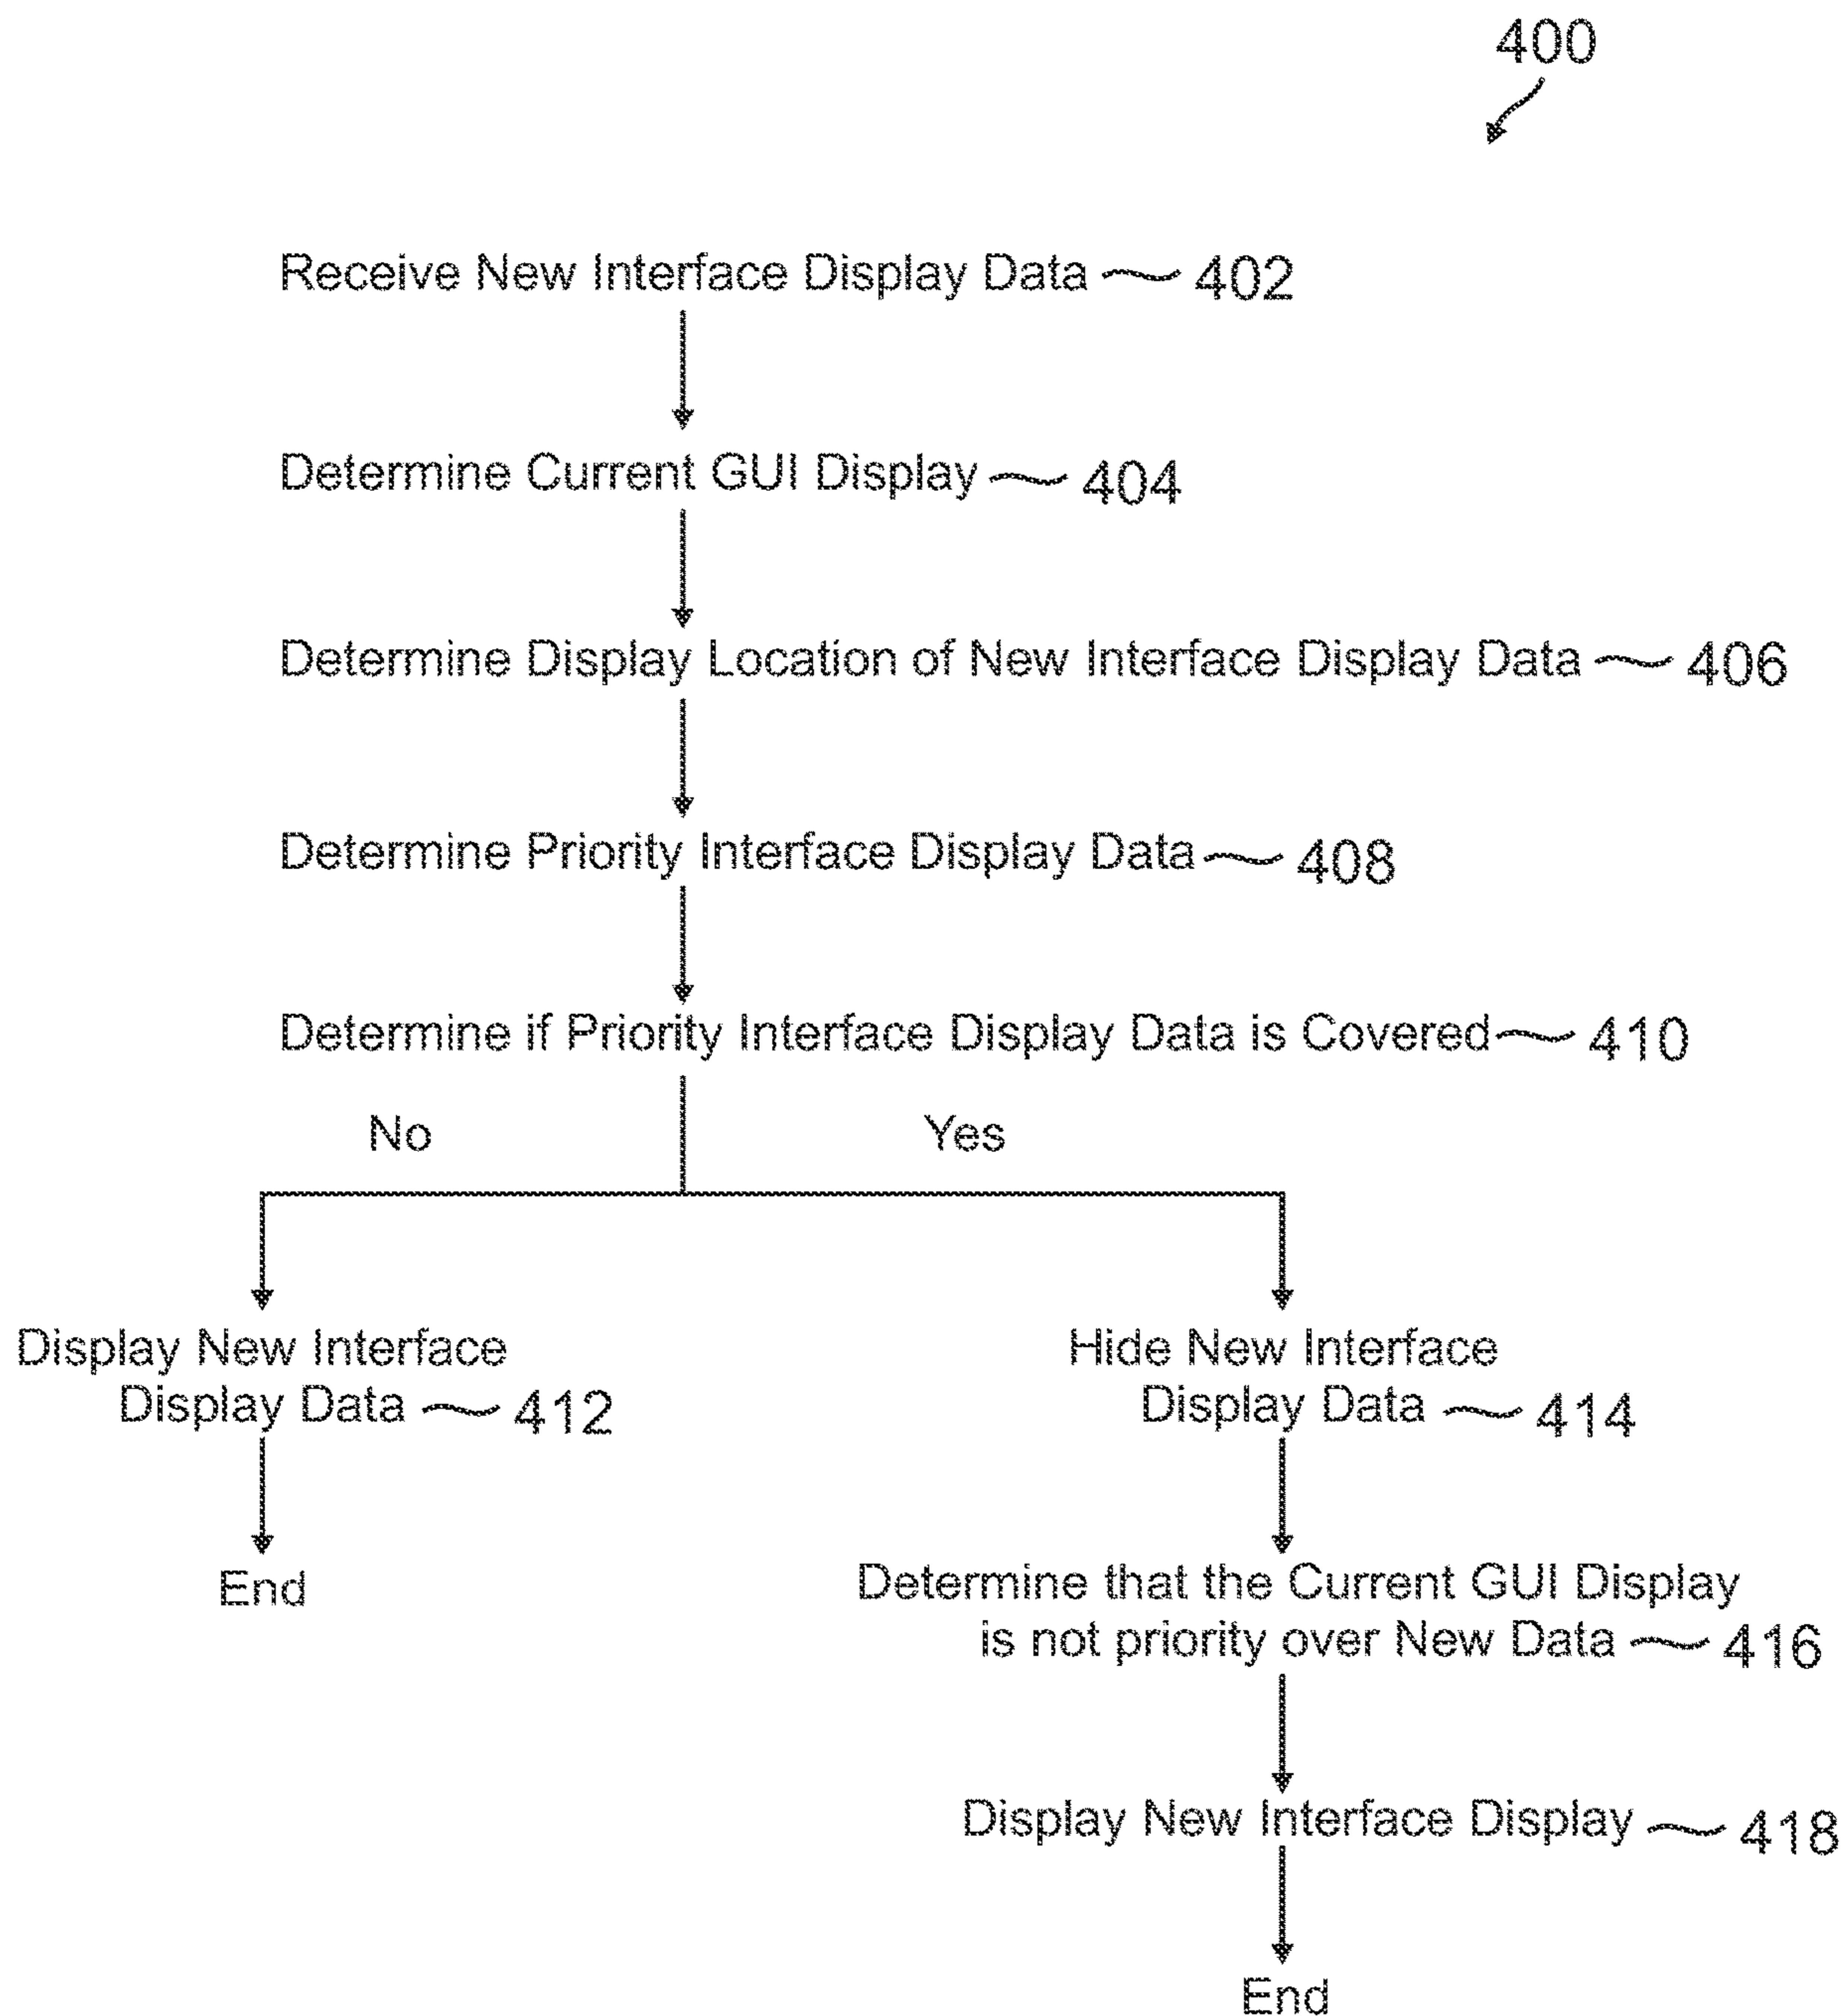 400
Receive New Interface Display Data 402
Determine Current GUI Display 404
Determine Display Location of New Interface Display Data 406
Determine Priority Interface Display Data 408
Determine if Priority Interface Display Data is Covered 410
No
Yes
Display New Interface
Display Data 412
End
Hide New Interface
Display Data 414
Determine that the Current GUI Display
is not priority over New Data 416
Display New Interface Display 418
End